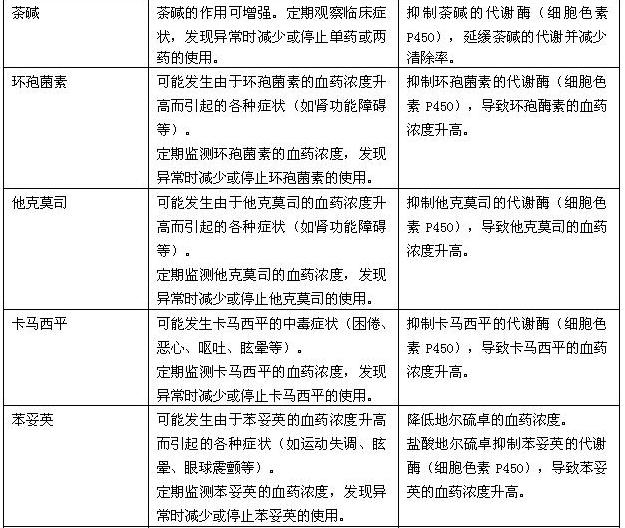 茶碱
茶碱的作用可增强。定期观察临床症
状，发现异常时减少或停止单药或两
药的使用。
抑制茶碱的代谢酶（细胞色素
P450），延缓茶碱的代谢并减少
清除率。
环孢菌素
可能发生由于环孢菌素的血药浓度升
高而引起的各种症状（如肾功能障碍
等）。
定期监测环孢菌素的血药浓度，发现
异常时减少或停止环孢菌素的使用。
抑制环孢菌素的代谢酶（细胞色
素 P450），导致环孢酶素的血药
浓度升高。
他克莫司
可能发生由于他克莫司的血药浓度升
高而引起的各种症状（如肾功能障碍
等）。
定期监测他克莫司的血药浓度，发现
异常时减少或停止他克莫司的使用。
抑制他克莫司的代谢酶（细胞色
素 P450），导致他克莫司的血药
浓度升高。
卡马西平
可能发生卡马西平的中毒症状（困倦、
恶心、呕吐、眩晕等）。
定期监测卡马西平的血药浓度，发现
异常时减少或停止卡马西平的使用。
抑制卡马西平的代谢酶（细胞色
素 P450），导致卡马西平的血药
浓度升高。
苯妥英
可能发生由于苯妥英的血药浓度升高
而引起的各种症状（如运动失调、眩
晕、眼球震颤等）。
定期监测苯妥英的血药浓度，发现异
常时减少或停止苯妥英的使用。
降低地尔硫卓的血药浓度。
盐酸地尔硫卓抑制苯妥英的代谢
酶（细胞色素 P450），导致苯妥
英的血药浓度升高。